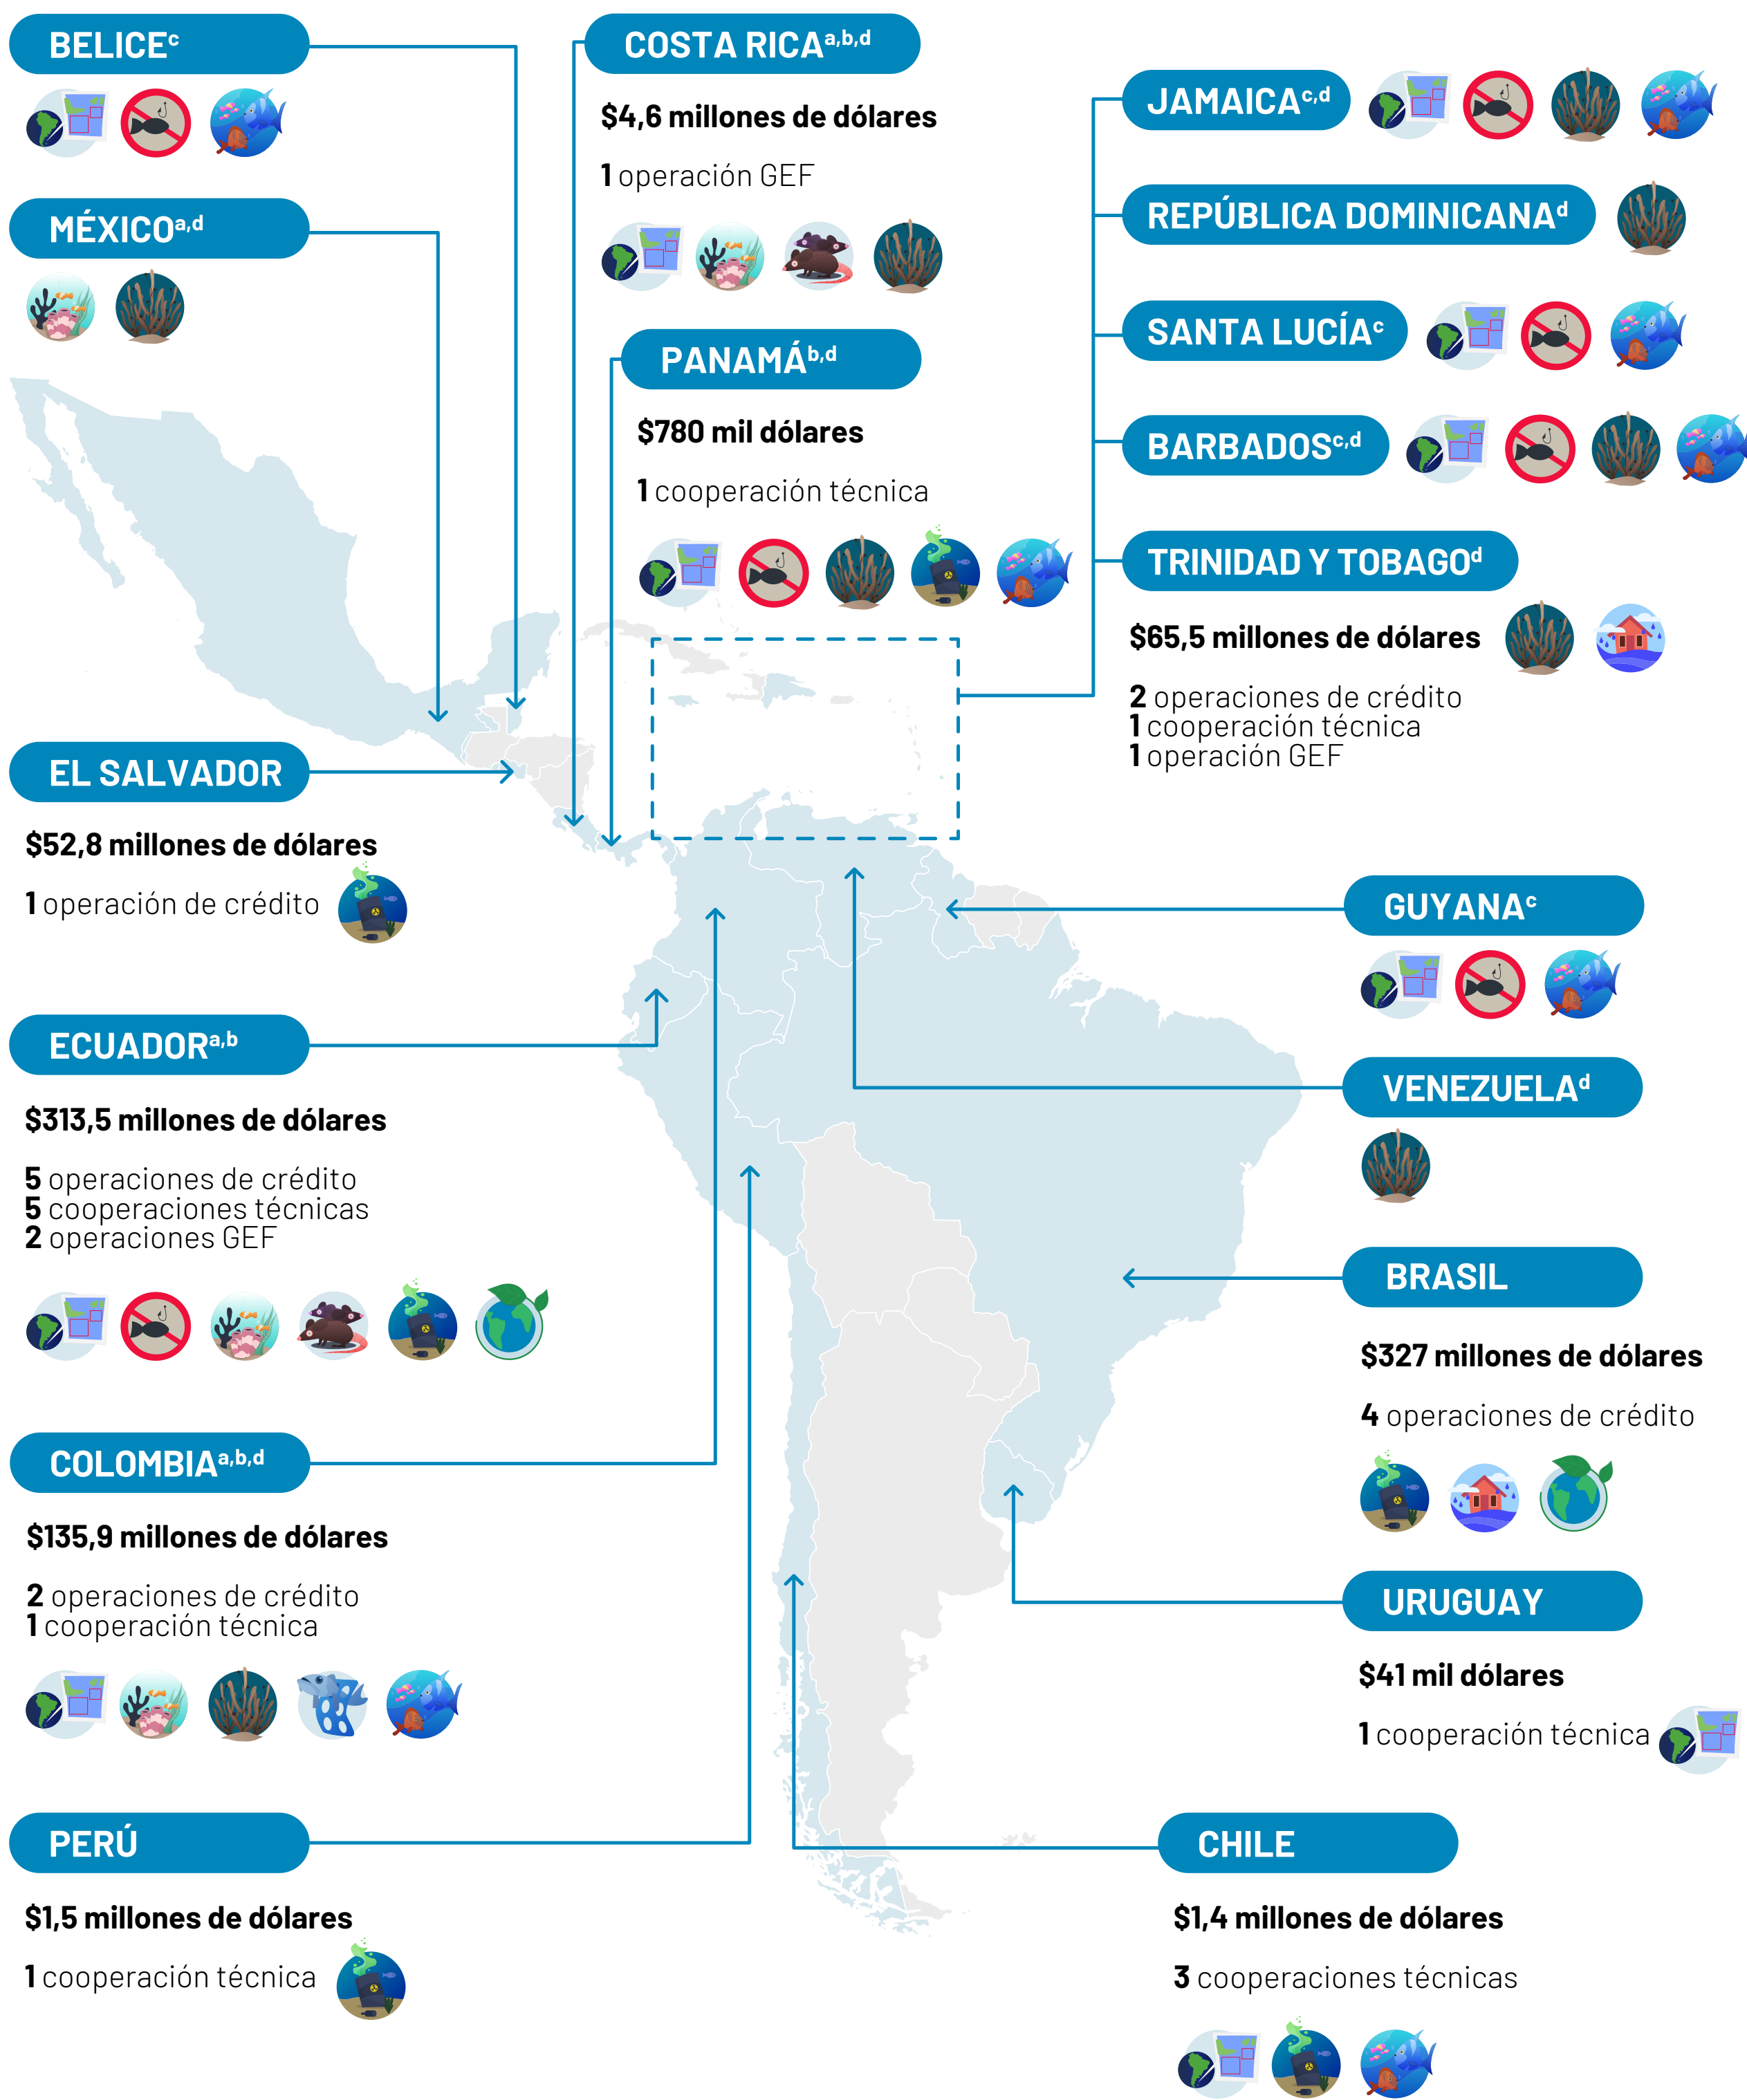 BELICEᶜ
MÉXICOᵃ,ᵈ
COSTA RICAᵃ,ᵇ,ᵈ
$4,6 millones de dólares
1 operación GEF
PANAMÁᵇ,ᵈ
$780 mil dólares
1 cooperación técnica
JAMAICAᶜ,ᵈ
REPÚBLICA DOMINICANAᵈ
SANTA LUCÍAᶜ
BARBADOSᶜ,ᵈ
TRINIDAD Y TOBAGOᵈ
$65,5 millones de dólares
2 operaciones de crédito
1 cooperación técnica
1 operación GEF
EL SALVADOR
$52,8 millones de dólares
1 operación de crédito
ECUADORᵃ,ᵇ
$313,5 millones de dólares
5 operaciones de crédito
5 cooperaciones técnicas
2 operaciones GEF
COLOMBIAᵃ,ᵇ,ᵈ
$135,9 millones de dólares
2 operaciones de crédito
1 cooperación técnica
PERÚ
$1,5 millones de dólares
1 cooperación técnica
GUYANAᶜ
VENEZUELAᵈ
BRASIL
$327 millones de dólares
4 operaciones de crédito
URUGUAY
$41 mil dólares
1 cooperación técnica
CHILE
$1,4 millones de dólares
3 cooperaciones técnicas